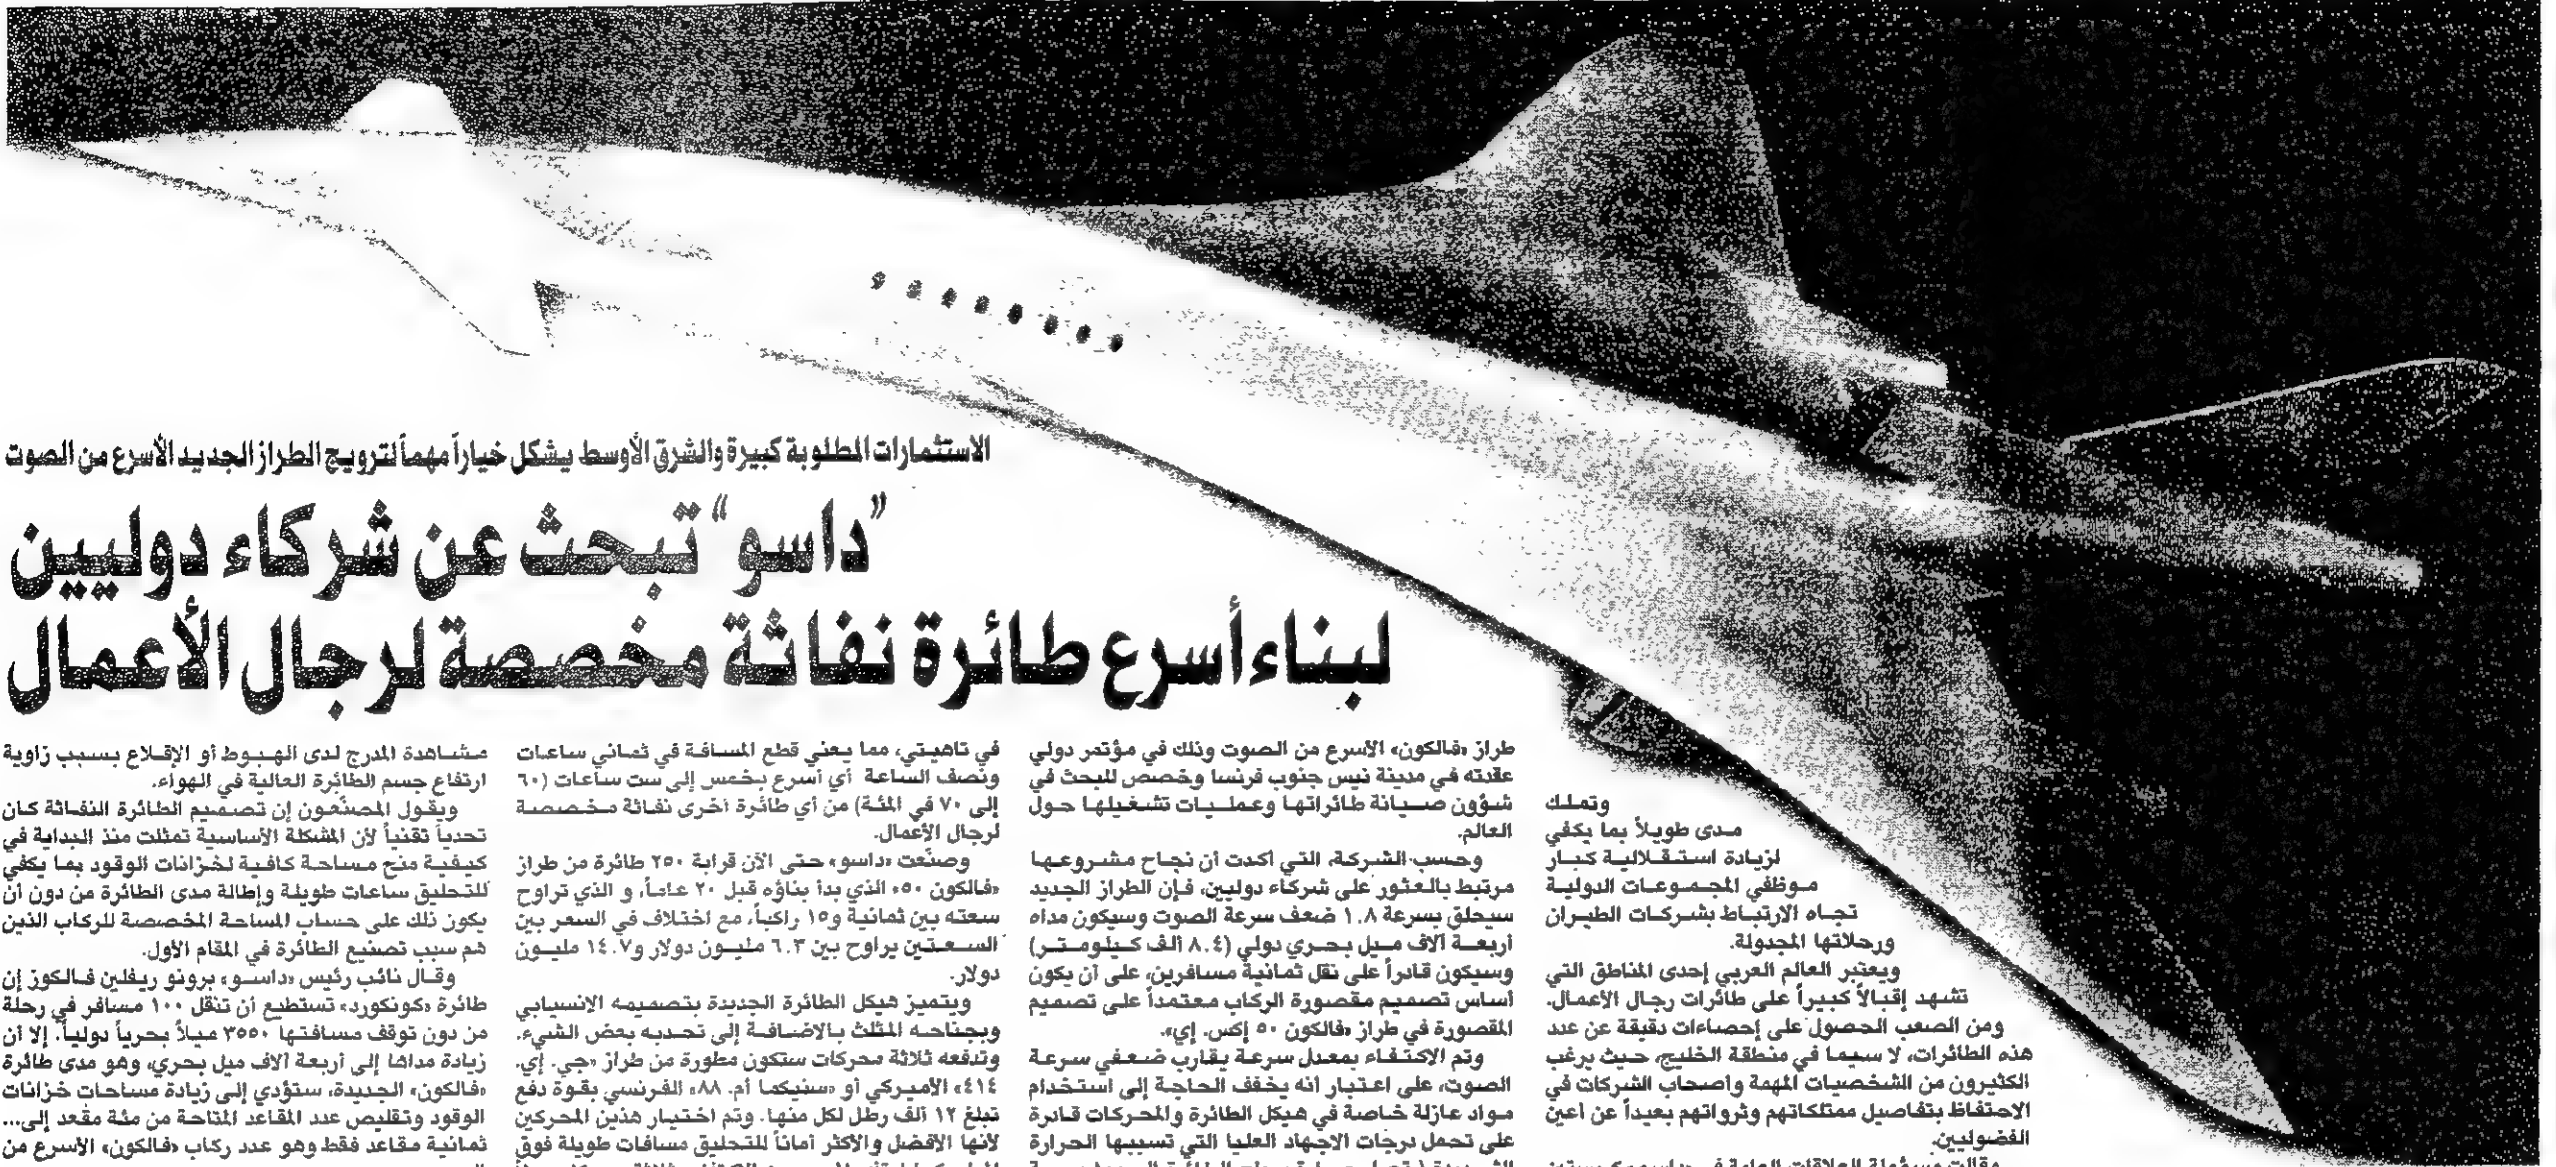 الاستثمارات المطلوبة كبيرة والشرق الأوسط يشكل خياراً مهماً لترويج الطراز الجديد الأسرع من الصوت
"داسو" تبحث عن شركاء دوليين
لبناء أسرع طائرة نفاثة مخصصة لرجال الأعمال
وتملك
مدى طويلاً بما يكفي
لزيادة استقلالية كبار
موظفي المجموعات الدولية
تجاه الارتباط بشركات الطيران
ورحلاتها المجدولة.
ويعتبر العالم العربي إحدى المناطق التي
تشهد إقبالاً كبيراً على طائرات رجال الأعمال.
ومن الصعب الحصول على إحصاءات دقيقة عن عدد
هذه الطائرات، لا سيما في منطقة الخليج، حيث يرغب
الكثيرون من الشخصيات المهمة وأصحاب الشركات في
الاحتفاظ بتفاصيل ممتلكاتهم وثرواتهم بعيداً عن أعين
الفضوليين.
طراز «فالكون» الأسرع من الصوت وذلك في مؤتمر دولي
عقدته في مدينة نيس جنوب فرنسا وخصص للبحث في
شؤون صيانة طائراتها وعمليات تشغيلها حول
العالم.
وحسب الشركة، التي أكدت أن نجاح مشروعها
مرتبط بالعثور على شركاء دوليين، فإن الطراز الجديد
سيحلق بسرعة ١.٨ ضعف سرعة الصوت وسيكون مداه
أربعة آلاف ميل بحري دولي (٨.٤ ألف كيلومتر)
وسيكون قادراً على نقل ثمانية مسافرين، على أن يكون
أساس تصميم مقصورة الركاب معتمداً على تصميم
المقصورة في طراز «فالكون ٥٠ إكس. إي».
وتم الاكتفاء بمعدل سرعة يقارب ضعفي سرعة
الصوت، على اعتبار أنه يخفف الحاجة إلى استخدام
مواد عازلة خاصة في هيكل الطائرة والمحركات قادرة
على تحمل درجات الاجهاد العليا التي تسببها الحرارة
في تاهيتي، مما يعني قطع المسافة في ثماني ساعات
ونصف الساعة أي أسرع بخمس إلى ست ساعات (٦٠
إلى ٧٠ في المئة) من أي طائرة أخرى نفاثة مخصصة
لرجال الأعمال.
وصنّعت «داسو» حتى الآن قرابة ٢٥٠ طائرة من طراز
«فالكون ٥٠» الذي بدأ بناؤه قبل ٢٠ عاماً، و الذي تراوح
سعته بين ثمانية و١٥ راكباً، مع اختلاف في السعر بين
السعتين يراوح بين ٦.٣ مليون دولار و١٤.٧ مليون
دولار.
ويتميز هيكل الطائرة الجديدة بتصميمه الانسيابي
وبجناحه المثلث بالاضافة إلى تحدبه بعض الشيء.
وتدفعه ثلاثة محركات ستكون مطورة من طراز «جي. إي.
٤١٤» الأميركي أو «سنيكما أم. ٨٨» الفرنسي بقوة دفع
تبلغ ١٢ ألف رطل لكل منها. وتم اختيار هذين المحركين
لأنها الأفضل والأكثر أماناً للتحليق مسافات طويلة فوق
مشاهدة المدرج لدى الهبوط أو الإقلاع بسبب زاوية
ارتفاع جسم الطائرة العالية في الهواء.
ويقول المصنّعون إن تصميم الطائرة النفاثة كان
تحدياً تقنياً لأن المشكلة الأساسية تمثلت منذ البداية في
كيفية منح مساحة كافية لخزانات الوقود بما يكفي
للتحليق ساعات طويلة وإطالة مدى الطائرة من دون أن
يكون ذلك على حساب المساحة المخصصة للركاب الذين
هم سبب تصنيع الطائرة في المقام الأول.
وقال نائب رئيس «داسو» برونو ريفلين فالكوز إن
طائرة «كونكورد» تستطيع أن تنقل ١٠٠ مسافر في رحلة
من دون توقف مسافتها ٣٥٥٠ ميلاً بحرياً دولياً. إلا أن
زيادة مداها إلى أربعة آلاف ميل بحري، وهو مدى طائرة
«فالكون» الجديدة، ستؤدي إلى زيادة مساحات خزانات
الوقود وتقليص عدد المقاعد المتاحة من مئة مقعد إلى...
ثمانية مقاعد فقط وهو عدد ركاب «فالكون» الأسرع من